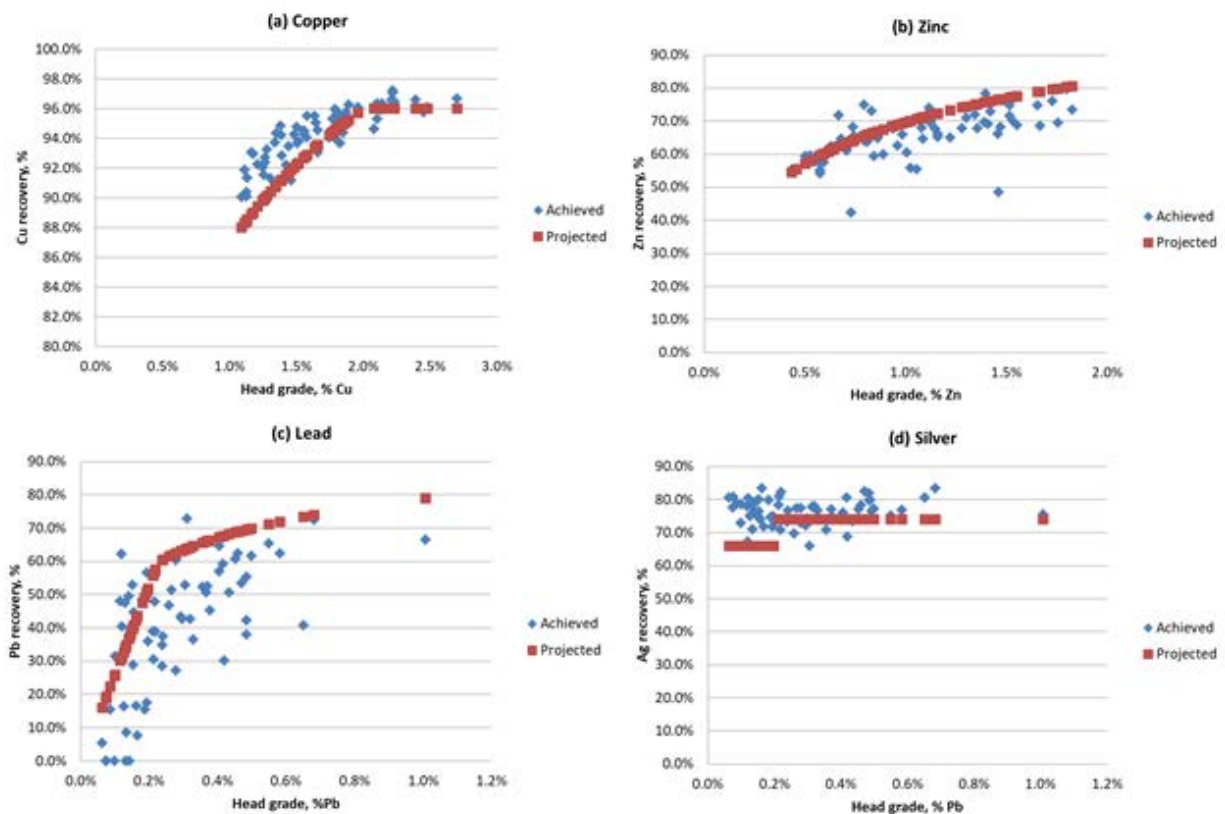 (a) Copper
100.0%
98.0%
96.0%
94.0%
92.0%
90.0%
88.0%
86.0%
84.0%
82.0%
80.0%
Cu recovery, %
0.0% 0.5% 1.0% 1.5% 2.0% 2.5% 3.0%
Head grade, % Cu
Achieved
Projected
(b) Zinc
90.0%
80.0%
70.0%
60.0%
50.0%
40.0%
30.0%
20.0%
10.0%
0.0%
Zn recovery, %
0.0% 0.5% 1.0% 1.5% 2.0%
Head grade, % Zn
Achieved
Projected
(c) Lead
90.0%
80.0%
70.0%
60.0%
50.0%
40.0%
30.0%
20.0%
10.0%
0.0%
Pb recovery, %
0.0% 0.2% 0.4% 0.6% 0.8% 1.0% 1.2%
Head grade, %Pb
Achieved
Projected
(d) Silver
90.0%
80.0%
70.0%
60.0%
50.0%
40.0%
30.0%
20.0%
10.0%
0.0%
Ag recovery, %
0.0% 0.2% 0.4% 0.6% 0.8% 1.0% 1.2%
Head grade, % Pb
Achieved
Projected